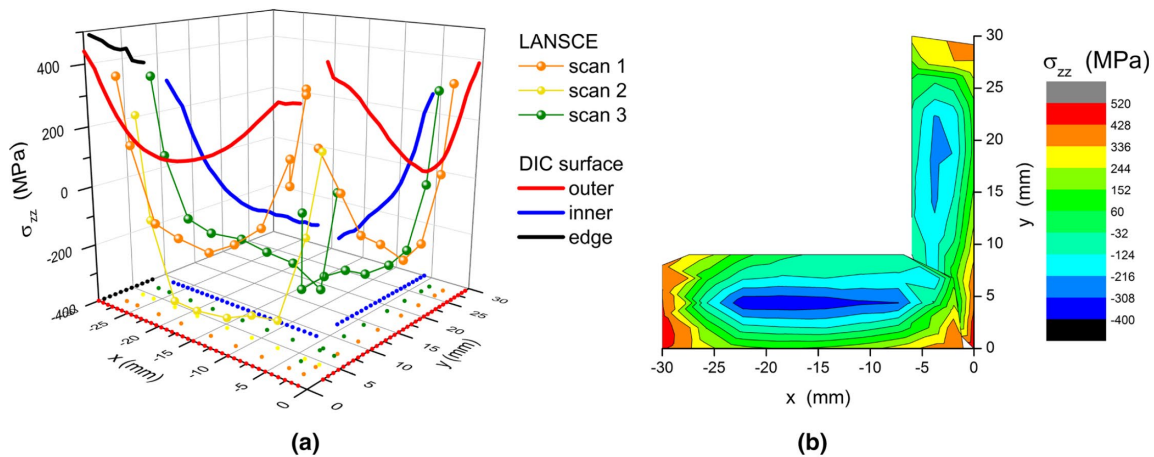 LANSCE
scan 1
scan 2
scan 3
DIC surface
outer
inner
edge
σzz (MPa)
400
200
0
-200
-400
-25
-20
-15
-10
-5
0
x (mm)
0
5
10
15
20
25
30
y (mm)
(a)
30
25
20
15
10
5
0
y (mm)
-30
-25
-20
-15
-10
-5
0
x (mm)
σzz (MPa)
520
428
336
244
152
60
-32
-124
-216
-308
-400
(b)